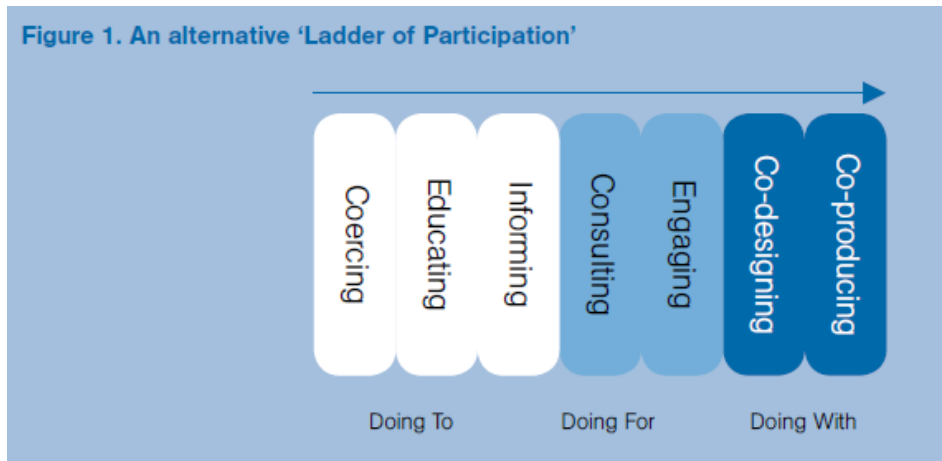 Figure 1. An alternative ‘Ladder of Participation’
Coercing
Educating
Informing
Consulting
Engaging
Co-designing
Co-producing
Doing To
Doing For
Doing With